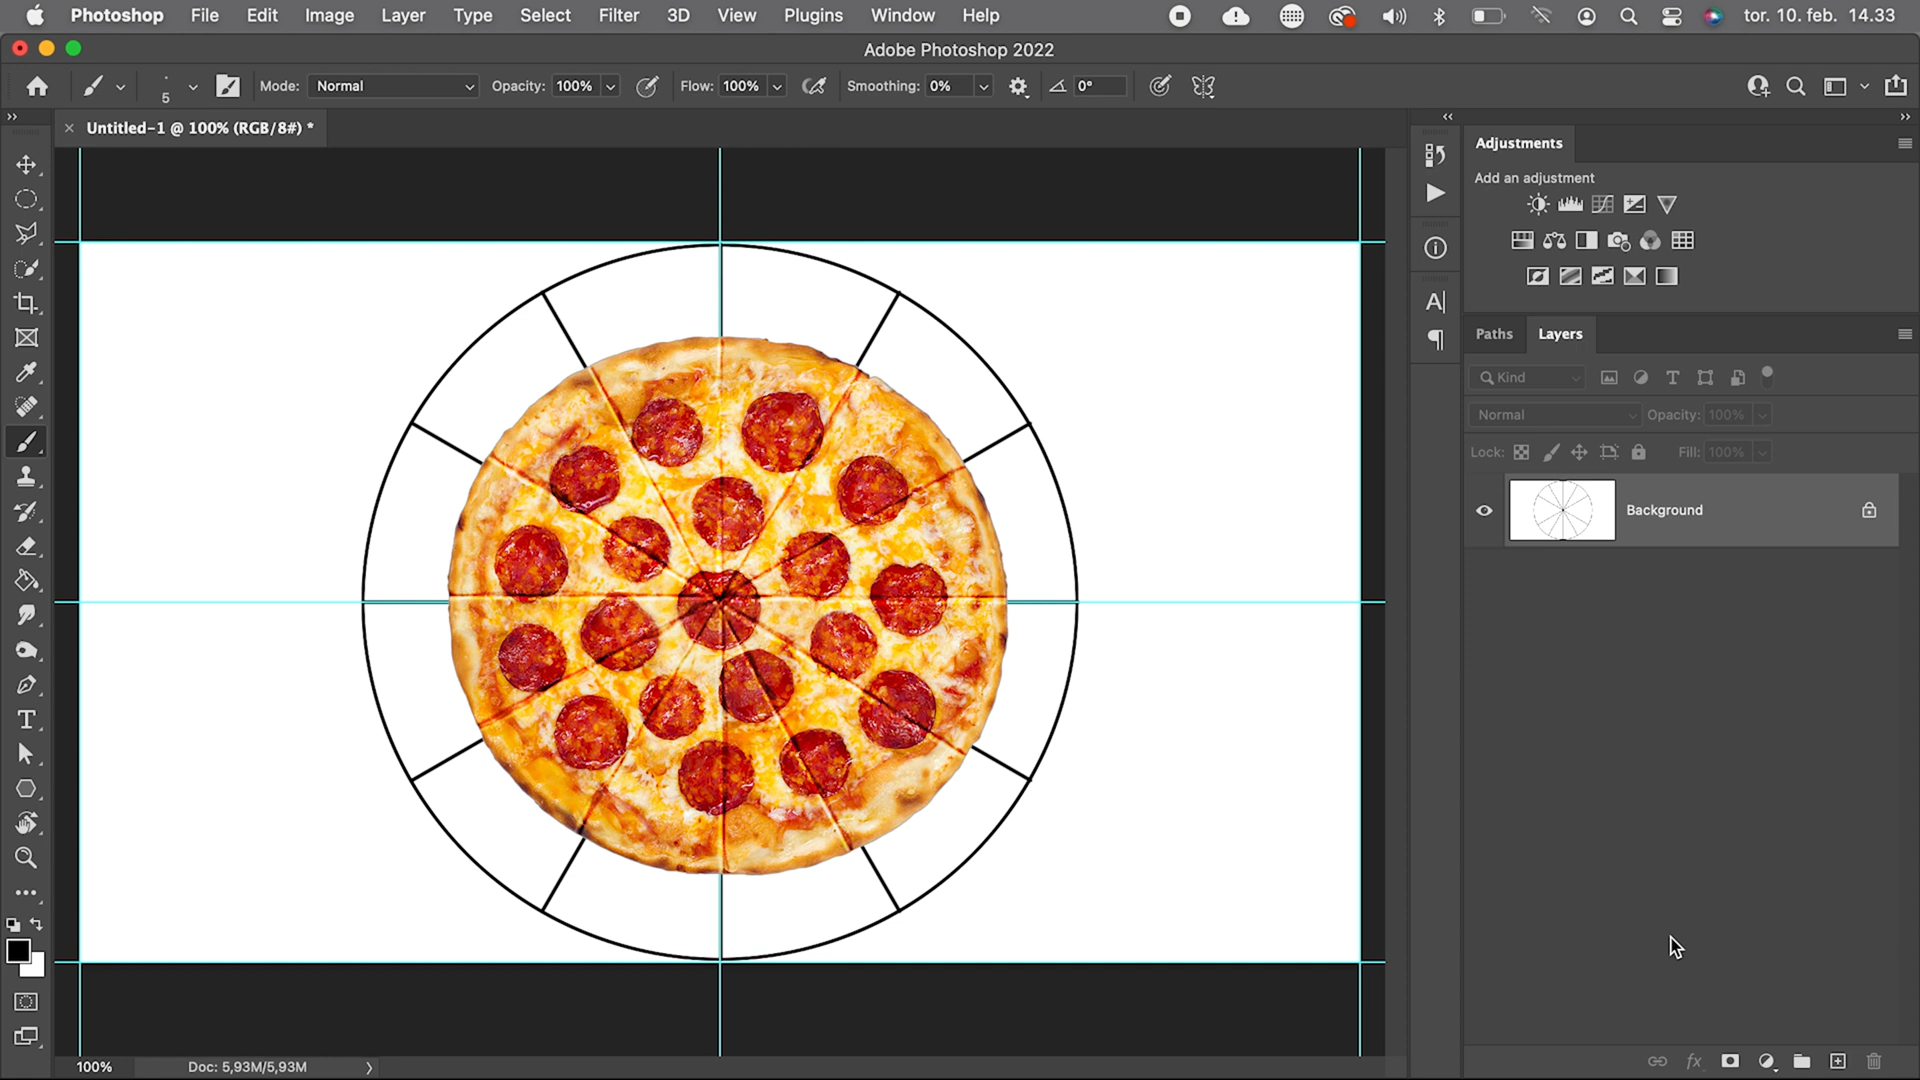 Photoshop File Edit Image Layer Type Select Filter 3D View Plugins Window Help tor. 10. feb. 14.33
Adobe Photoshop 2022
5 Mode: Normal Opacity: 100% Flow: 100% Smoothing: 0% 0°
Untitled-1 @ 100% (RGB/8#) *
Adjustments
Add an adjustment
Paths Layers
Kind
Normal Opacity: 100%
Lock: Fill: 100%
Background
100% Doc: 5,93M/5,93M